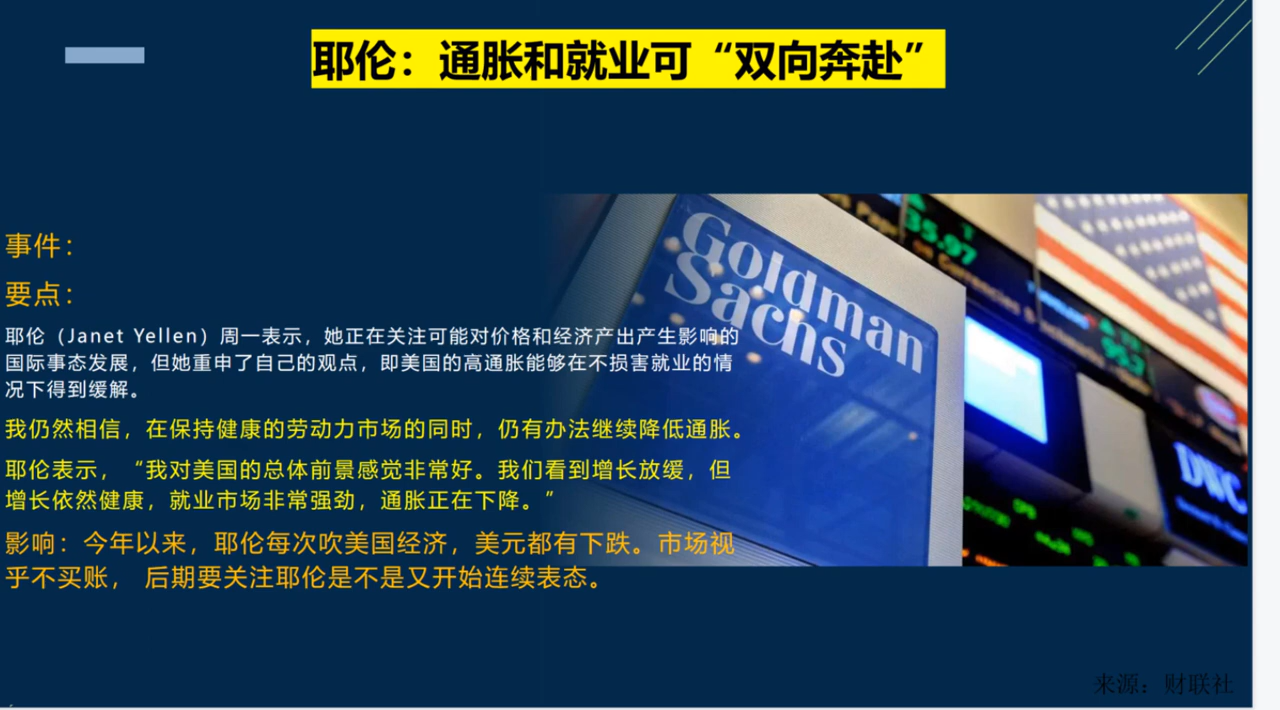 耶伦：通胀和就业可“双向奔赴”
事件：
要点：
耶伦（Janet Yellen）周一表示，她正在关注可能对价格和经济产出产生影响的
国际事态发展，但她重申了自己的观点，即美国的高通胀能够在不损害就业的情
况下得到缓解。
我仍然相信，在保持健康的劳动力市场的同时，仍有办法继续降低通胀。
耶伦表示，“我对美国的总体前景感觉非常好。我们看到增长放缓，但
增长依然健康，就业市场非常强劲，通胀正在下降。”
影响：今年以来，耶伦每次吹美国经济，美元都有下跌。市场视
乎不买账， 后期要关注耶伦是不是又开始连续表态。
Goldman
Sachs
35.97
DWC
来源：财联社